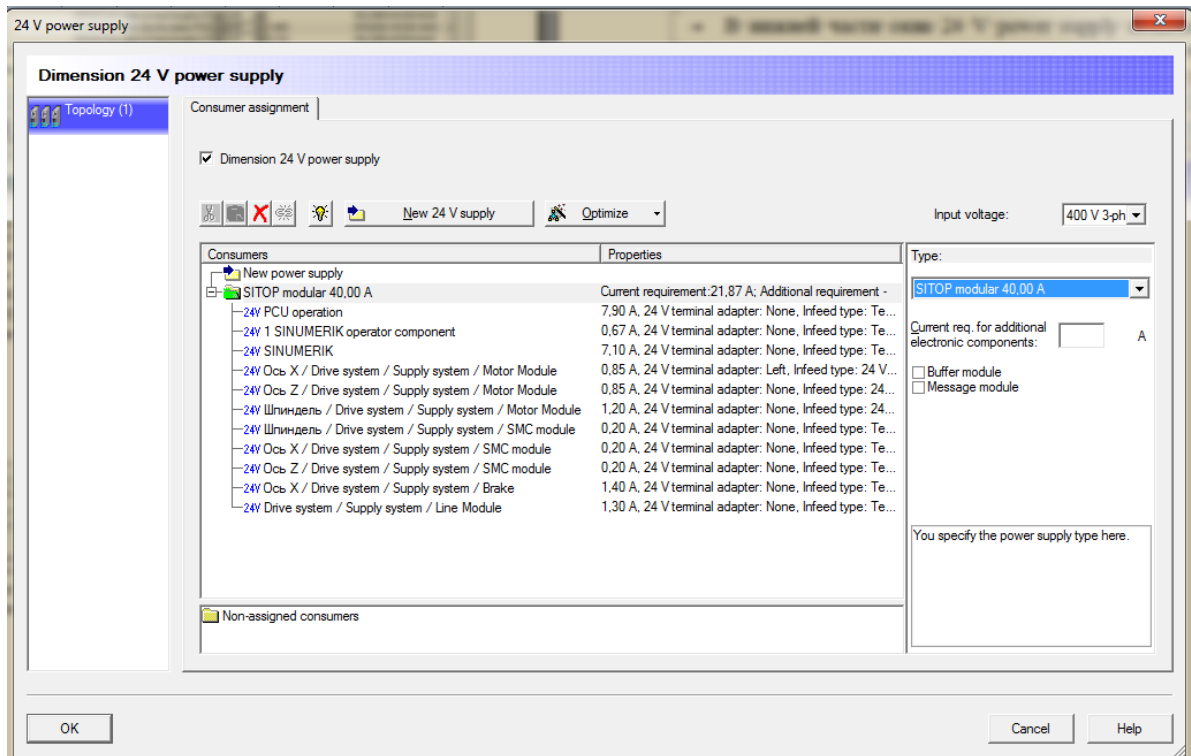 24 V power supply
Dimension 24 V power supply
Topology (1)
Consumer assignment
Dimension 24 V power supply
New 24 V supply
Optimize
Input voltage:
400 V 3-ph
Consumers
Properties
New power supply
SITOP modular 40,00 A
Current requirement:21,87 A; Additional requirement -
24V PCU operation
7,90 A, 24 V terminal adapter: None, Infeed type: Te...
24V 1 SINUMERIK operator component
0,67 A, 24 V terminal adapter: None, Infeed type: Te...
24V SINUMERIK
7,10 A, 24 V terminal adapter: None, Infeed type: Te...
24V Ось X / Drive system / Supply system / Motor Module
0,85 A, 24 V terminal adapter: Left, Infeed type: 24 V...
24V Ось Z / Drive system / Supply system / Motor Module
0,85 A, 24 V terminal adapter: None, Infeed type: 24...
24V Шпиндель / Drive system / Supply system / Motor Module
1,20 A, 24 V terminal adapter: None, Infeed type: 24...
24V Шпиндель / Drive system / Supply system / SMC module
0,20 A, 24 V terminal adapter: None, Infeed type: Te...
24V Ось X / Drive system / Supply system / SMC module
0,20 A, 24 V terminal adapter: None, Infeed type: Te...
24V Ось Z / Drive system / Supply system / SMC module
0,20 A, 24 V terminal adapter: None, Infeed type: Te...
24V Ось X / Drive system / Supply system / Brake
1,40 A, 24 V terminal adapter: None, Infeed type: Te...
24V Drive system / Supply system / Line Module
1,30 A, 24 V terminal adapter: None, Infeed type: Te...
Non-assigned consumers
Type:
SITOP modular 40,00 A
Current req. for additional
electronic components:
A
Buffer module
Message module
You specify the power supply type here.
OK
Cancel
Help